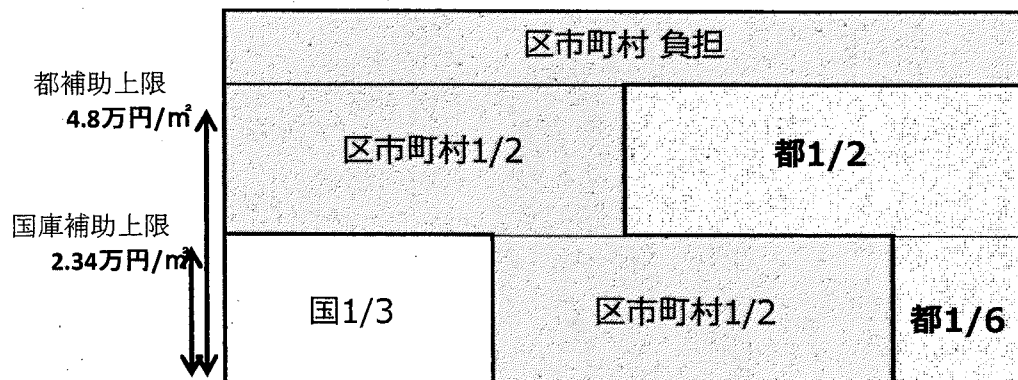 区市町村 負担
都補助上限
4.8万円/㎡
区市町村1/2
都1/2
国庫補助上限
2.34万円/㎡
国1/3
区市町村1/2
都1/6